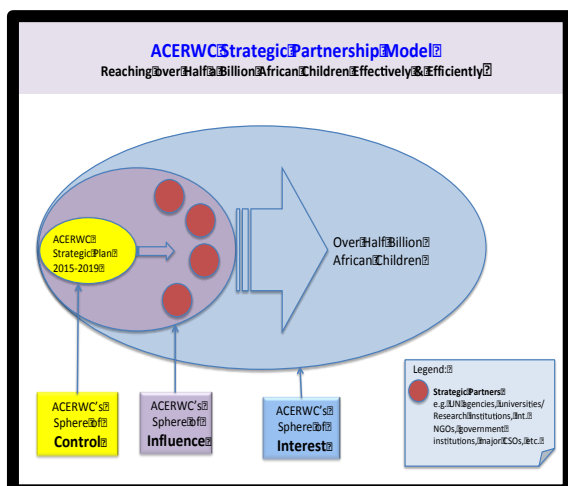 ACERWC Strategic Partnership Model
Reaching over Half a Billion African Children Effectively & Efficiently
ACERWC
Strategic Plan
2015-2019
Over Half Billion
African Children
ACERWC's
Sphere of
Control
ACERWC's
Sphere of
Influence
ACERWC's
Sphere of
Interest
Legend:
Strategic Partners
e.g. UN agencies, universities/
Research Institutions, Int.
NGOs, government
institutions, major CSOs, etc.